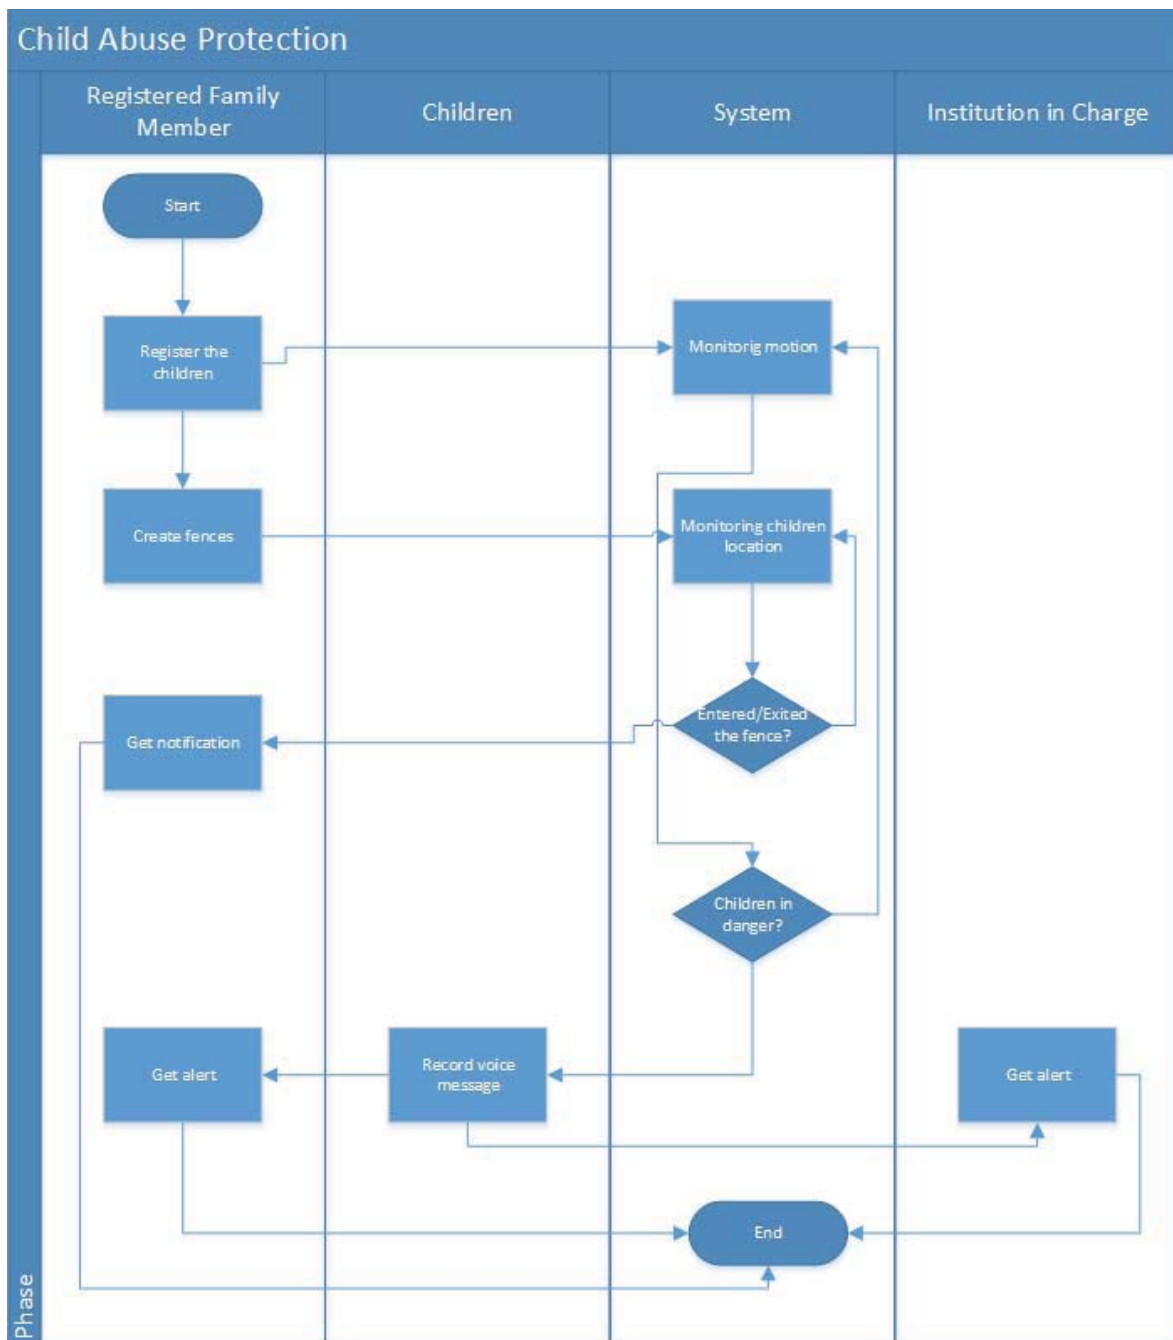 Child Abuse Protection
Registered Family
Member
Children
System
Institution in Charge
Start
Register the
children
Monitorig motion
Create fences
Monitoring children
location
Get notification
Entered/Exited
the fence?
Children in
danger?
Get alert
Record voice
message
Get alert
End
Phase